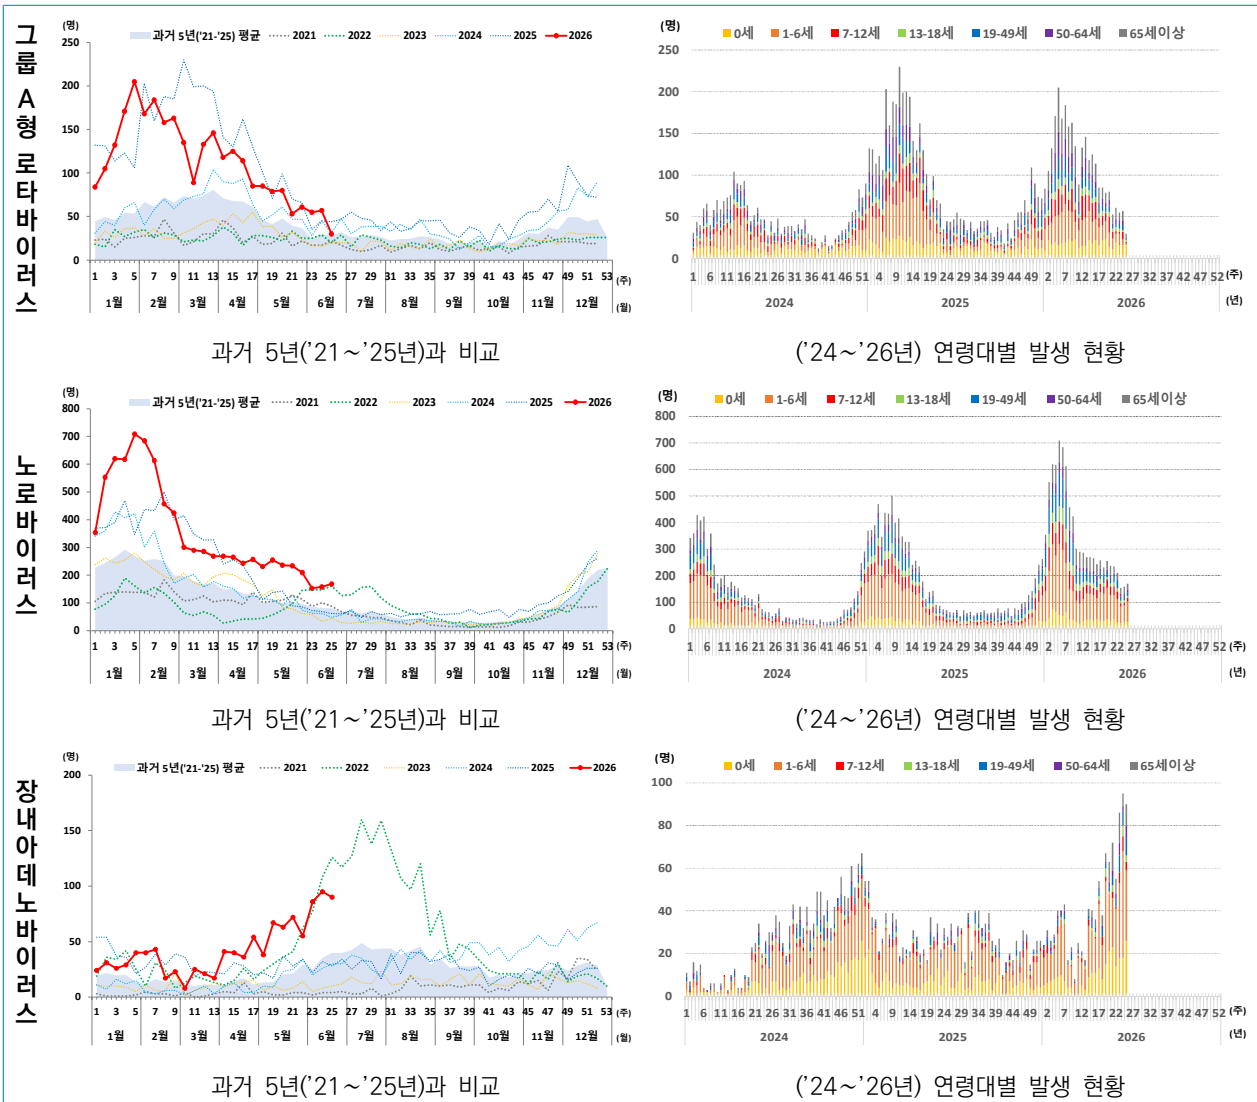 그룹 A형 로타바이러스
(명)
과거 5년('21-'25) 평균 2021 2022 2023 2024 2025 2026
250
200
150
100
50
0
1 3 5 7 9 11 13 15 17 19 21 23 25 27 29 31 33 35 37 39 41 43 45 47 49 51 53 (주)
1월 2월 3월 4월 5월 6월 7월 8월 9월 10월 11월 12월 (월)
과거 5년('21~'25년)과 비교
(명)
0세 1-6세 7-12세 13-18세 19-49세 50-64세 65세이상
250
200
150
100
50
0
1 6 11 16 21 26 31 36 41 46 51 4 9 14 19 24 29 34 39 44 49 2 7 12 17 22 27 32 37 42 47 52 (주)
2024 2025 2026 (년)
('24~'26년) 연령대별 발생 현황
노로바이러스
(명)
과거 5년('21-'25) 평균 2021 2022 2023 2024 2025 2026
800
700
600
500
400
300
200
100
0
1 3 5 7 9 11 13 15 17 19 21 23 25 27 29 31 33 35 37 39 41 43 45 47 49 51 53 (주)
1월 2월 3월 4월 5월 6월 7월 8월 9월 10월 11월 12월 (월)
과거 5년('21~'25년)과 비교
(명)
0세 1-6세 7-12세 13-18세 19-49세 50-64세 65세이상
800
700
600
500
400
300
200
100
0
1 6 11 16 21 26 31 36 41 46 51 4 9 14 19 24 29 34 39 44 49 2 7 12 17 22 27 32 37 42 47 52 (주)
2024 2025 2026 (년)
('24~'26년) 연령대별 발생 현황
장내아데노바이러스
(명)
과거 5년('21-'25) 평균 2021 2022 2023 2024 2025 2026
200
150
100
50
0
1 3 5 7 9 11 13 15 17 19 21 23 25 27 29 31 33 35 37 39 41 43 45 47 49 51 53 (주)
1월 2월 3월 4월 5월 6월 7월 8월 9월 10월 11월 12월 (월)
과거 5년('21~'25년)과 비교
(명)
0세 1-6세 7-12세 13-18세 19-49세 50-64세 65세이상
100
80
60
40
20
0
1 6 11 16 21 26 31 36 41 46 51 4 9 14 19 24 29 34 39 44 49 2 7 12 17 22 27 32 37 42 47 52 (주)
2024 2025 2026 (년)
('24~'26년) 연령대별 발생 현황